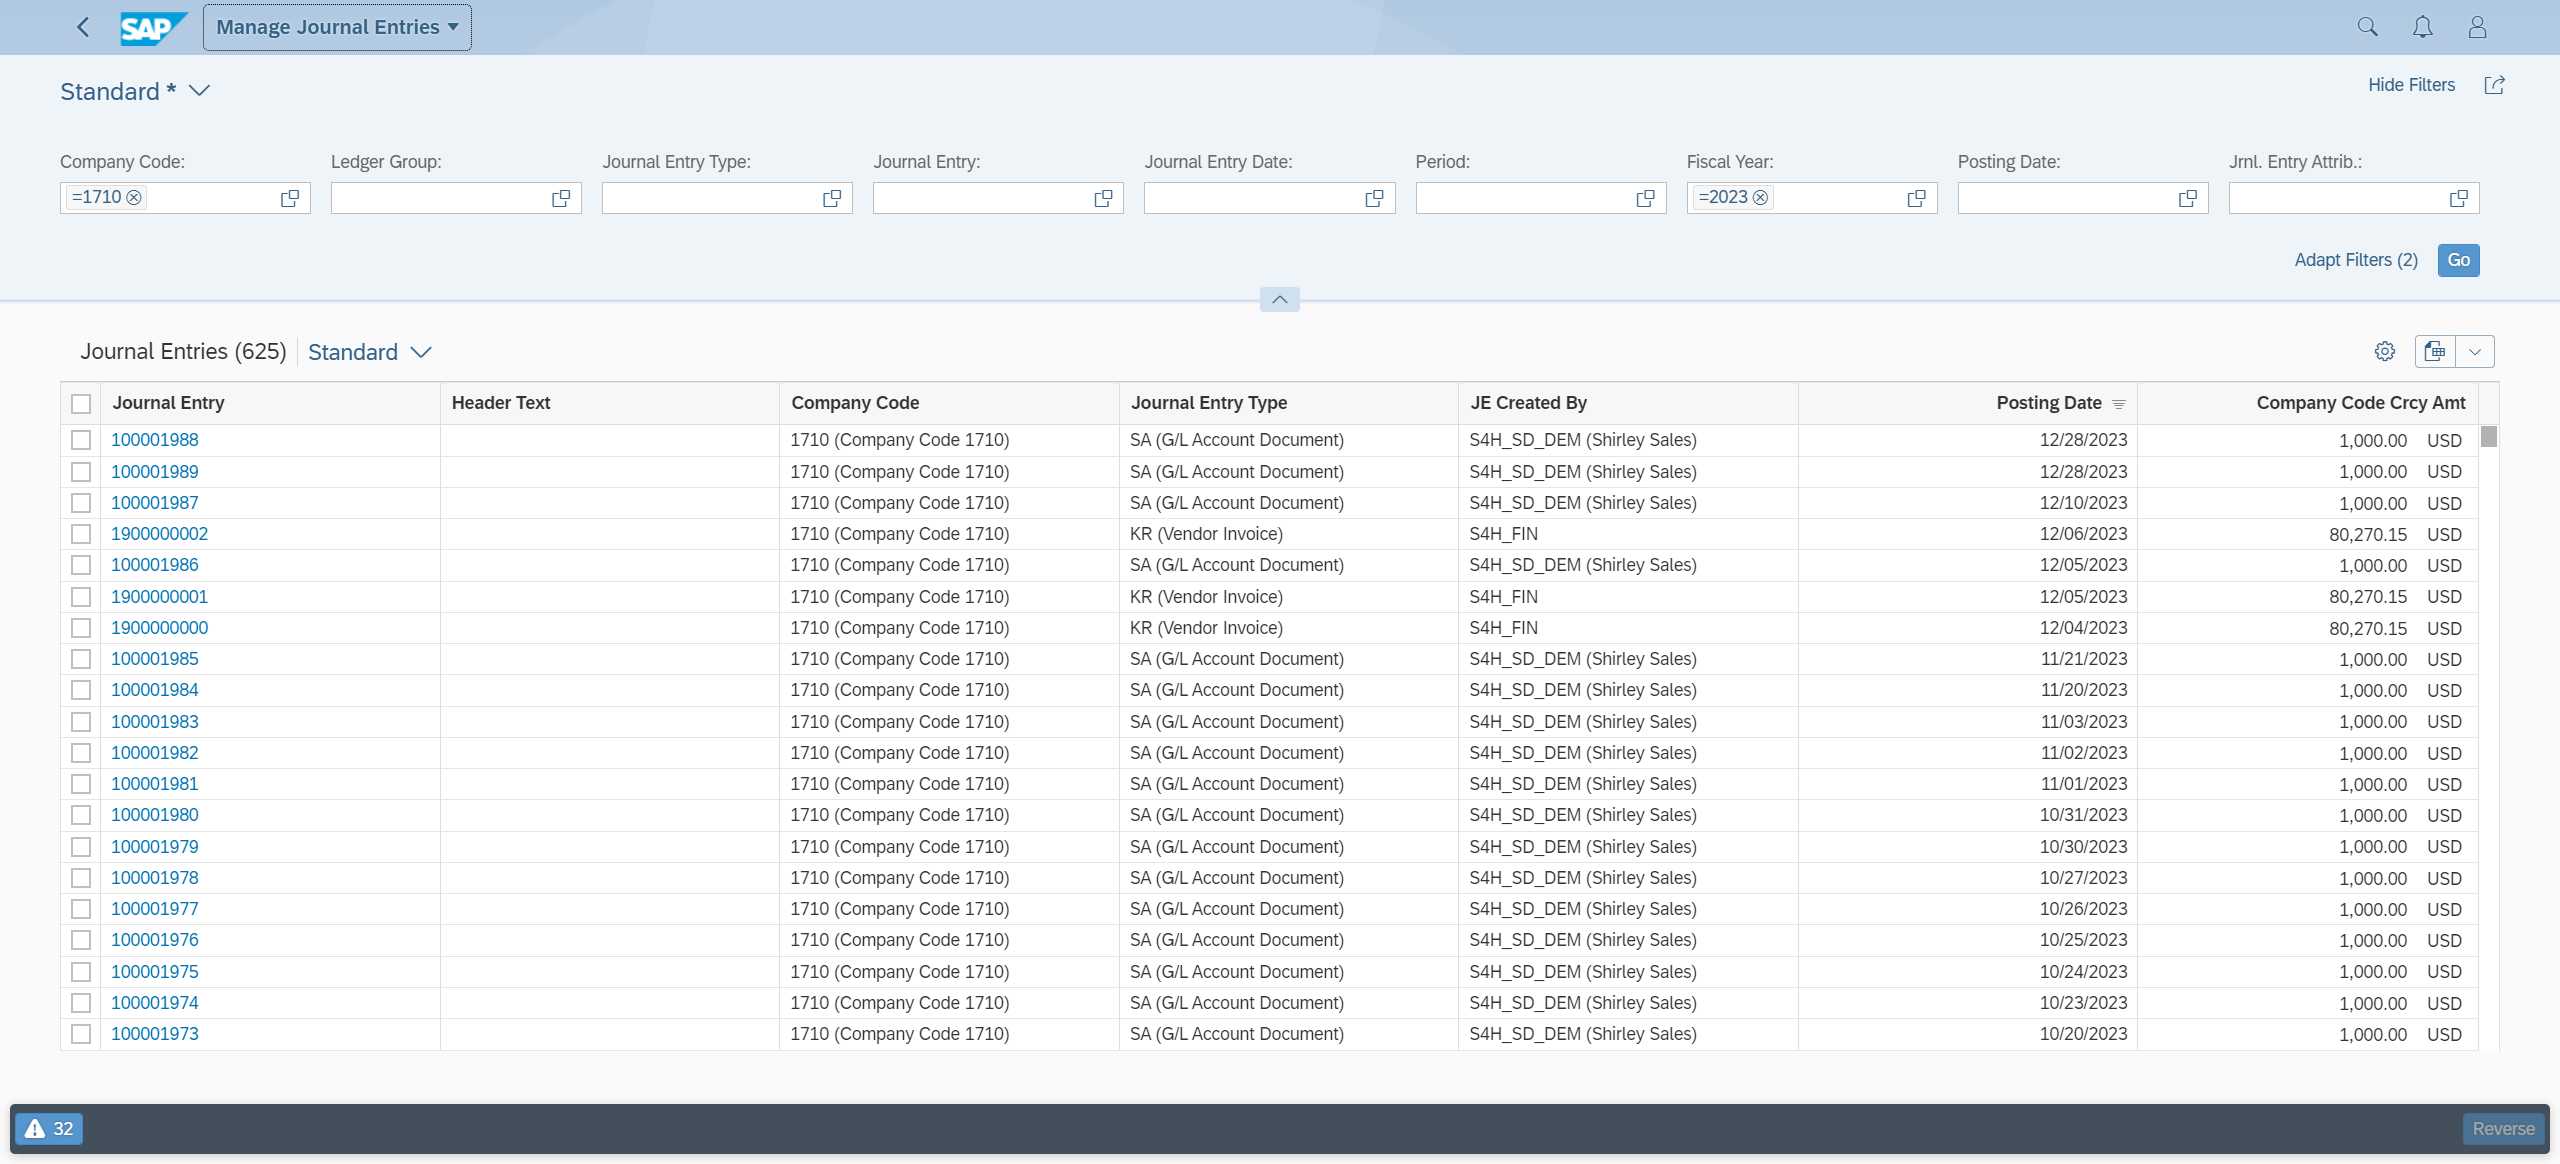 SAP Manage Journal Entries
Standard *
Hide Filters
Company Code: Ledger Group: Journal Entry Type: Journal Entry: Journal Entry Date: Period: Fiscal Year: Posting Date: Jrnl. Entry Attrib.:
=1710 =2023
Adapt Filters (2) Go
Journal Entries (625) Standard
Journal Entry Header Text Company Code Journal Entry Type JE Created By Posting Date Company Code Crcy Amt
100001988 1710 (Company Code 1710) SA (G/L Account Document) S4H_SD_DEM (Shirley Sales) 12/28/2023 1,000.00 USD
100001989 1710 (Company Code 1710) SA (G/L Account Document) S4H_SD_DEM (Shirley Sales) 12/28/2023 1,000.00 USD
100001987 1710 (Company Code 1710) SA (G/L Account Document) S4H_SD_DEM (Shirley Sales) 12/10/2023 1,000.00 USD
1900000002 1710 (Company Code 1710) KR (Vendor Invoice) S4H_FIN 12/06/2023 80,270.15 USD
100001986 1710 (Company Code 1710) SA (G/L Account Document) S4H_SD_DEM (Shirley Sales) 12/05/2023 1,000.00 USD
1900000001 1710 (Company Code 1710) KR (Vendor Invoice) S4H_FIN 12/05/2023 80,270.15 USD
1900000000 1710 (Company Code 1710) KR (Vendor Invoice) S4H_FIN 12/04/2023 80,270.15 USD
100001985 1710 (Company Code 1710) SA (G/L Account Document) S4H_SD_DEM (Shirley Sales) 11/21/2023 1,000.00 USD
100001984 1710 (Company Code 1710) SA (G/L Account Document) S4H_SD_DEM (Shirley Sales) 11/20/2023 1,000.00 USD
100001983 1710 (Company Code 1710) SA (G/L Account Document) S4H_SD_DEM (Shirley Sales) 11/03/2023 1,000.00 USD
100001982 1710 (Company Code 1710) SA (G/L Account Document) S4H_SD_DEM (Shirley Sales) 11/02/2023 1,000.00 USD
100001981 1710 (Company Code 1710) SA (G/L Account Document) S4H_SD_DEM (Shirley Sales) 11/01/2023 1,000.00 USD
100001980 1710 (Company Code 1710) SA (G/L Account Document) S4H_SD_DEM (Shirley Sales) 10/31/2023 1,000.00 USD
100001979 1710 (Company Code 1710) SA (G/L Account Document) S4H_SD_DEM (Shirley Sales) 10/30/2023 1,000.00 USD
100001978 1710 (Company Code 1710) SA (G/L Account Document) S4H_SD_DEM (Shirley Sales) 10/27/2023 1,000.00 USD
100001977 1710 (Company Code 1710) SA (G/L Account Document) S4H_SD_DEM (Shirley Sales) 10/26/2023 1,000.00 USD
100001976 1710 (Company Code 1710) SA (G/L Account Document) S4H_SD_DEM (Shirley Sales) 10/25/2023 1,000.00 USD
100001975 1710 (Company Code 1710) SA (G/L Account Document) S4H_SD_DEM (Shirley Sales) 10/24/2023 1,000.00 USD
100001974 1710 (Company Code 1710) SA (G/L Account Document) S4H_SD_DEM (Shirley Sales) 10/23/2023 1,000.00 USD
100001973 1710 (Company Code 1710) SA (G/L Account Document) S4H_SD_DEM (Shirley Sales) 10/20/2023 1,000.00 USD
32 Reverse